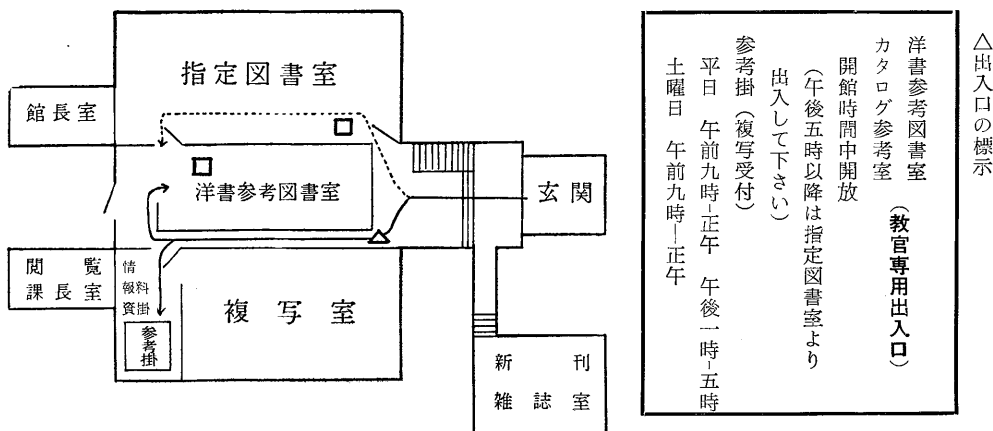 △出入口の標示
洋書参考図書室
カタログ参考室
(教官専用出入口)
開館時間中開放
(午後五時以降は指定図書室より
出入して下さい)
参考掛(複写受付)
平日 午前九時−正午 午後一時−五時
土曜日 午前九時−正午
指定図書室
館長室
洋書参考図書室
玄関
閲覧
課長室
情報
資料掛
参考掛
複写室
新刊
雑誌室